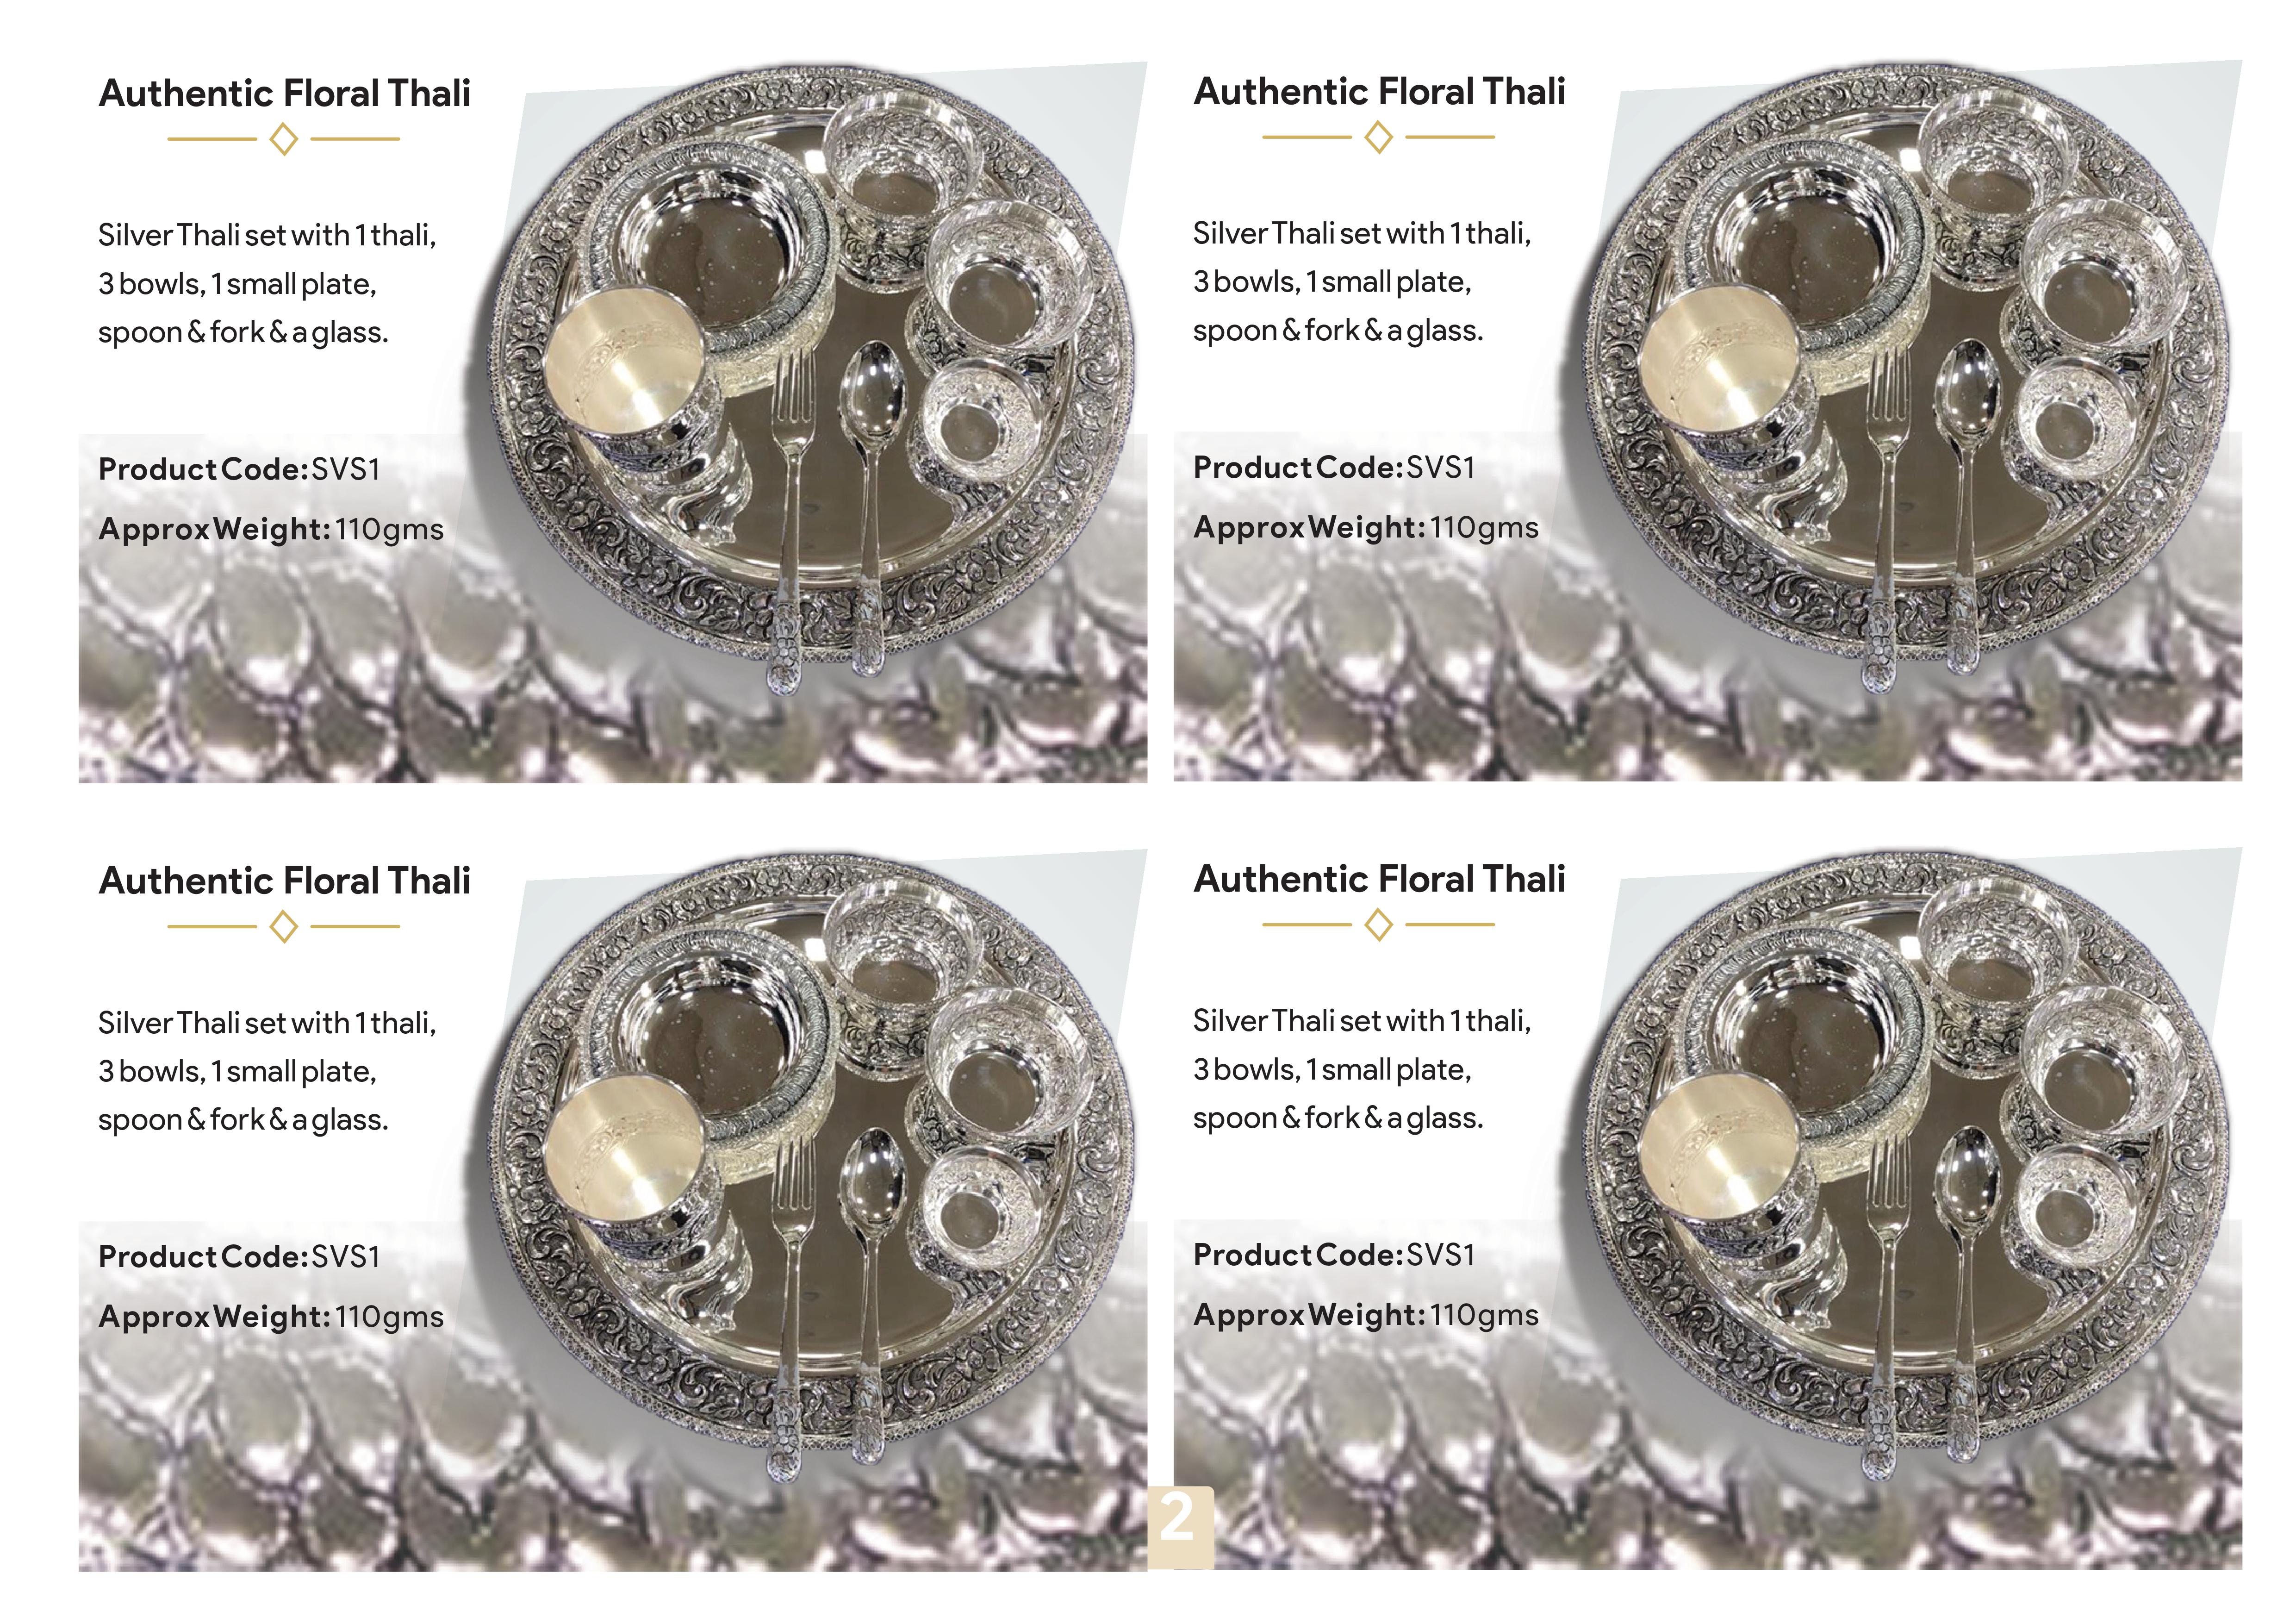 Authentic Floral Thali
Silver Thali set with 1 thali,
3 bowls, 1 small plate,
spoon & fork & a glass.
Product Code: SVS1
Approx Weight: 110gms
Authentic Floral Thali
Silver Thali set with 1 thali,
3 bowls, 1 small plate,
spoon & fork & a glass.
Product Code: SVS1
Approx Weight: 110gms
Authentic Floral Thali
Silver Thali set with 1 thali,
3 bowls, 1 small plate,
spoon & fork & a glass.
Product Code: SVS1
Approx Weight: 110gms
Authentic Floral Thali
Silver Thali set with 1 thali,
3 bowls, 1 small plate,
spoon & fork & a glass.
Product Code: SVS1
Approx Weight: 110gms
2